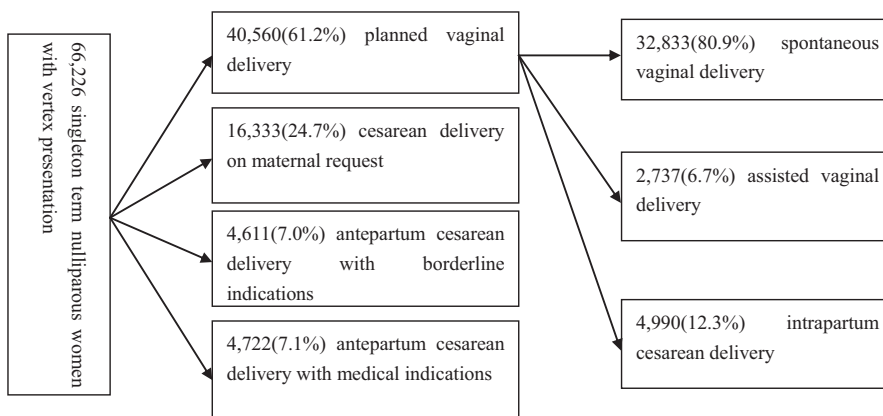 66,226 singleton term nulliparous women
with vertex presentation
40,560(61.2%) planned vaginal
delivery
16,333(24.7%) cesarean delivery
on maternal request
4,611(7.0%) antepartum cesarean
delivery with borderline
indications
4,722(7.1%) antepartum cesarean
delivery with medical indications
32,833(80.9%) spontaneous
vaginal delivery
2,737(6.7%) assisted vaginal
delivery
4,990(12.3%) intrapartum
cesarean delivery